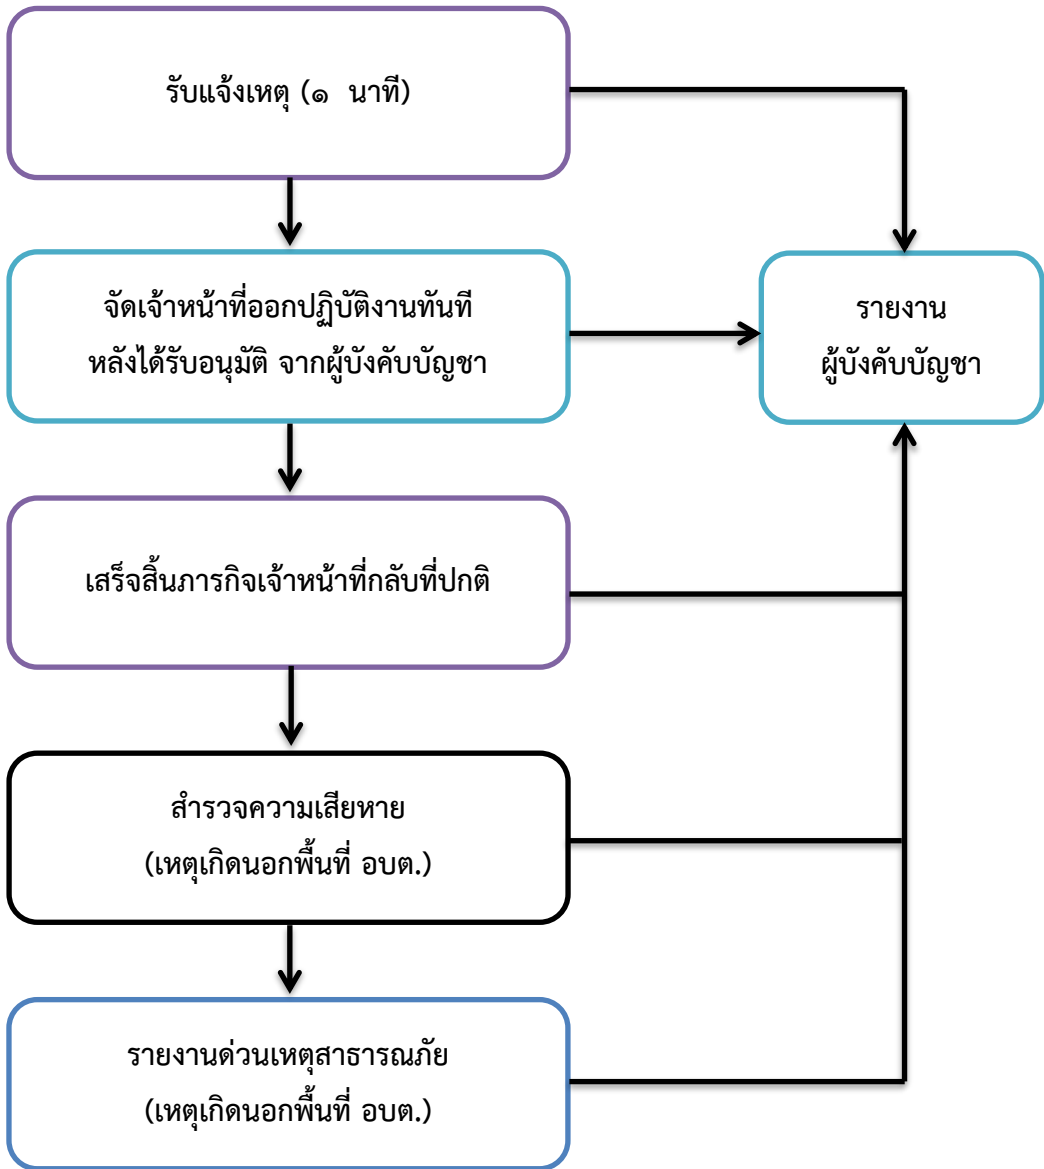 รับแจ้งเหตุ (๑  นาที)
จัดเจ้าหน้าที่ออกปฏิบัติงานทันที
หลังได้รับอนุมัติ จากผู้บังคับบัญชา
รายงาน
ผู้บังคับบัญชา
เสร็จสิ้นภารกิจเจ้าหน้าที่กลับที่ปกติ
สำรวจความเสียหาย
(เหตุเกิดนอกพื้นที่ อบต.)
รายงานด่วนเหตุสาธารณภัย
(เหตุเกิดนอกพื้นที่ อบต.)